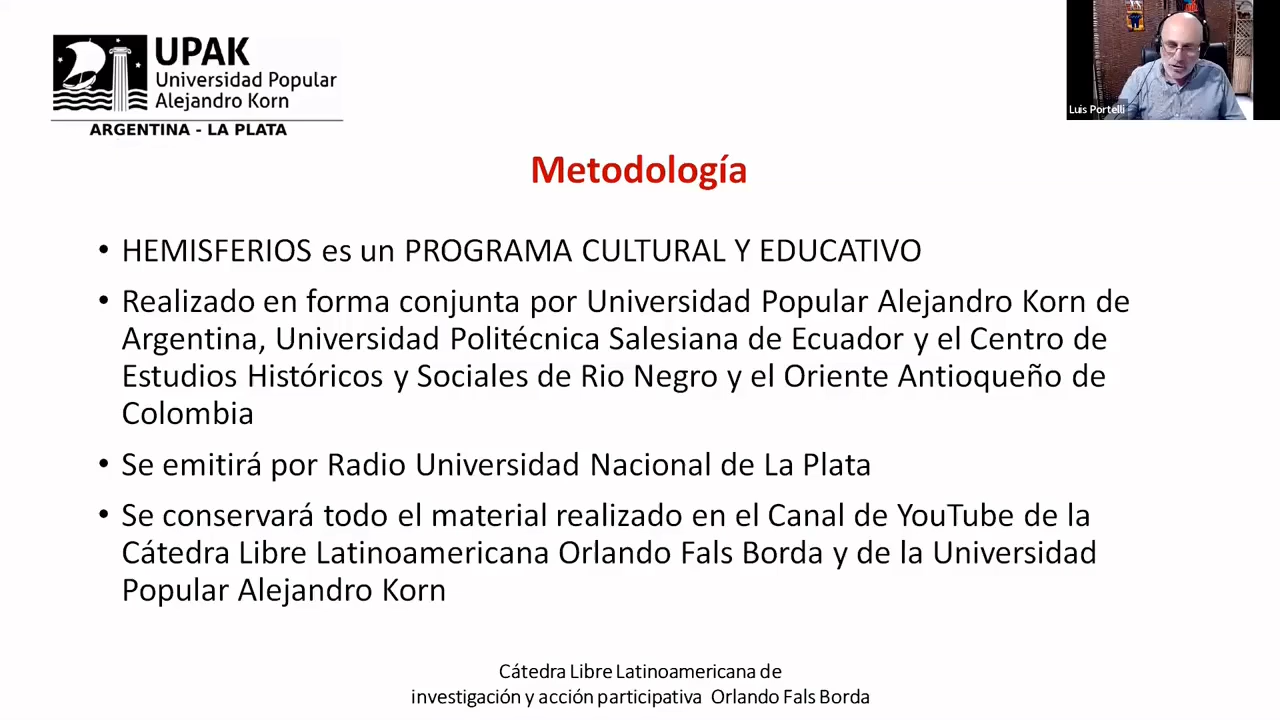 UPAK
Universidad Popular
Alejandro Korn
ARGENTINA - LA PLATA
Luis Portelli
Metodología
• HEMISFERIOS es un PROGRAMA CULTURAL Y EDUCATIVO
• Realizado en forma conjunta por Universidad Popular Alejandro Korn de
Argentina, Universidad Politécnica Salesiana de Ecuador y el Centro de
Estudios Históricos y Sociales de Rio Negro y el Oriente Antioqueño de
Colombia
• Se emitirá por Radio Universidad Nacional de La Plata
• Se conservará todo el material realizado en el Canal de YouTube de la
Cátedra Libre Latinoamericana Orlando Fals Borda y de la Universidad
Popular Alejandro Korn
Cátedra Libre Latinoamericana de
investigación y acción participativa Orlando Fals Borda